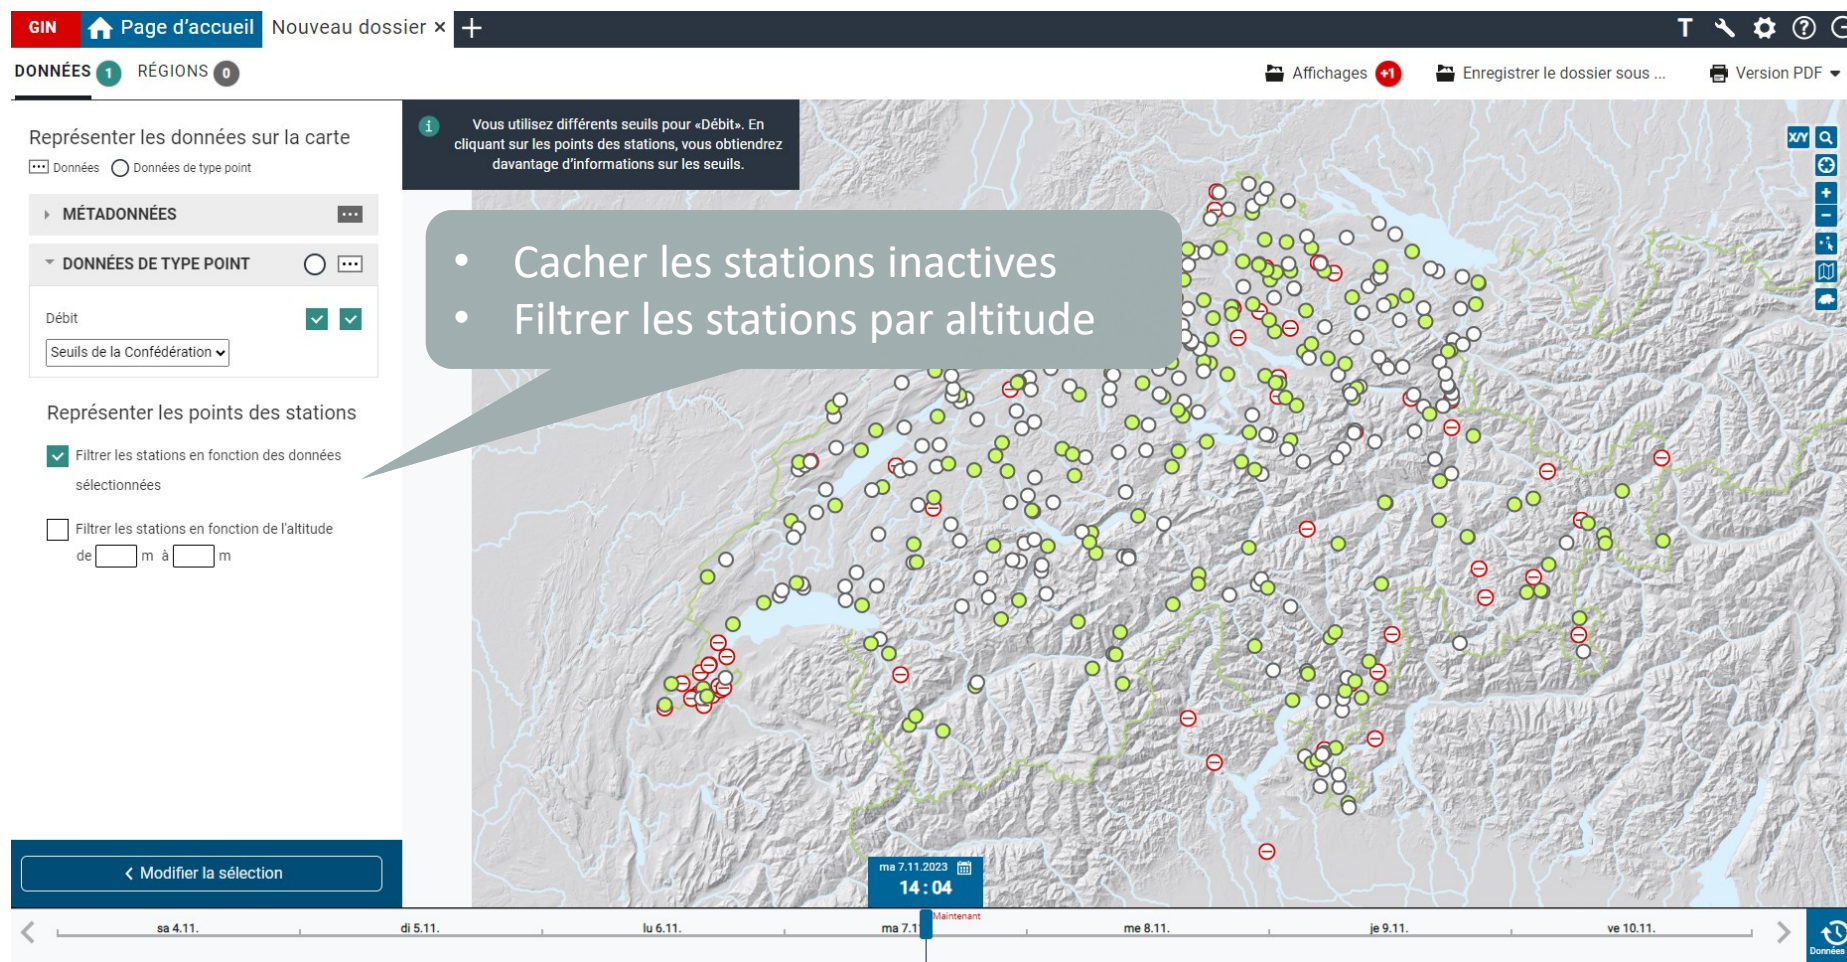 GIN Page d'accueil Nouveau dossier × +
T
DONNÉES 1 RÉGIONS 0
Affichages +1 Enregistrer le dossier sous ... Version PDF
Représenter les données sur la carte
Données Données de type point
MÉTADONNÉES
DONNÉES DE TYPE POINT
Débit
Seuils de la Confédération
Représenter les points des stations
Filtrer les stations en fonction des données
sélectionnées
Filtrer les stations en fonction de l'altitude
de m à m
< Modifier la sélection
i
Vous utilisez différents seuils pour «Débit». En
cliquant sur les points des stations, vous obtiendrez
davantage d'informations sur les seuils.
• Cacher les stations inactives
• Filtrer les stations par altitude
X/Y
+
−
ma 7.11.2023
14 : 04
Maintenant
sa 4.11. di 5.11. lu 6.11. ma 7.1 me 8.11. je 9.11. ve 10.11.
Données